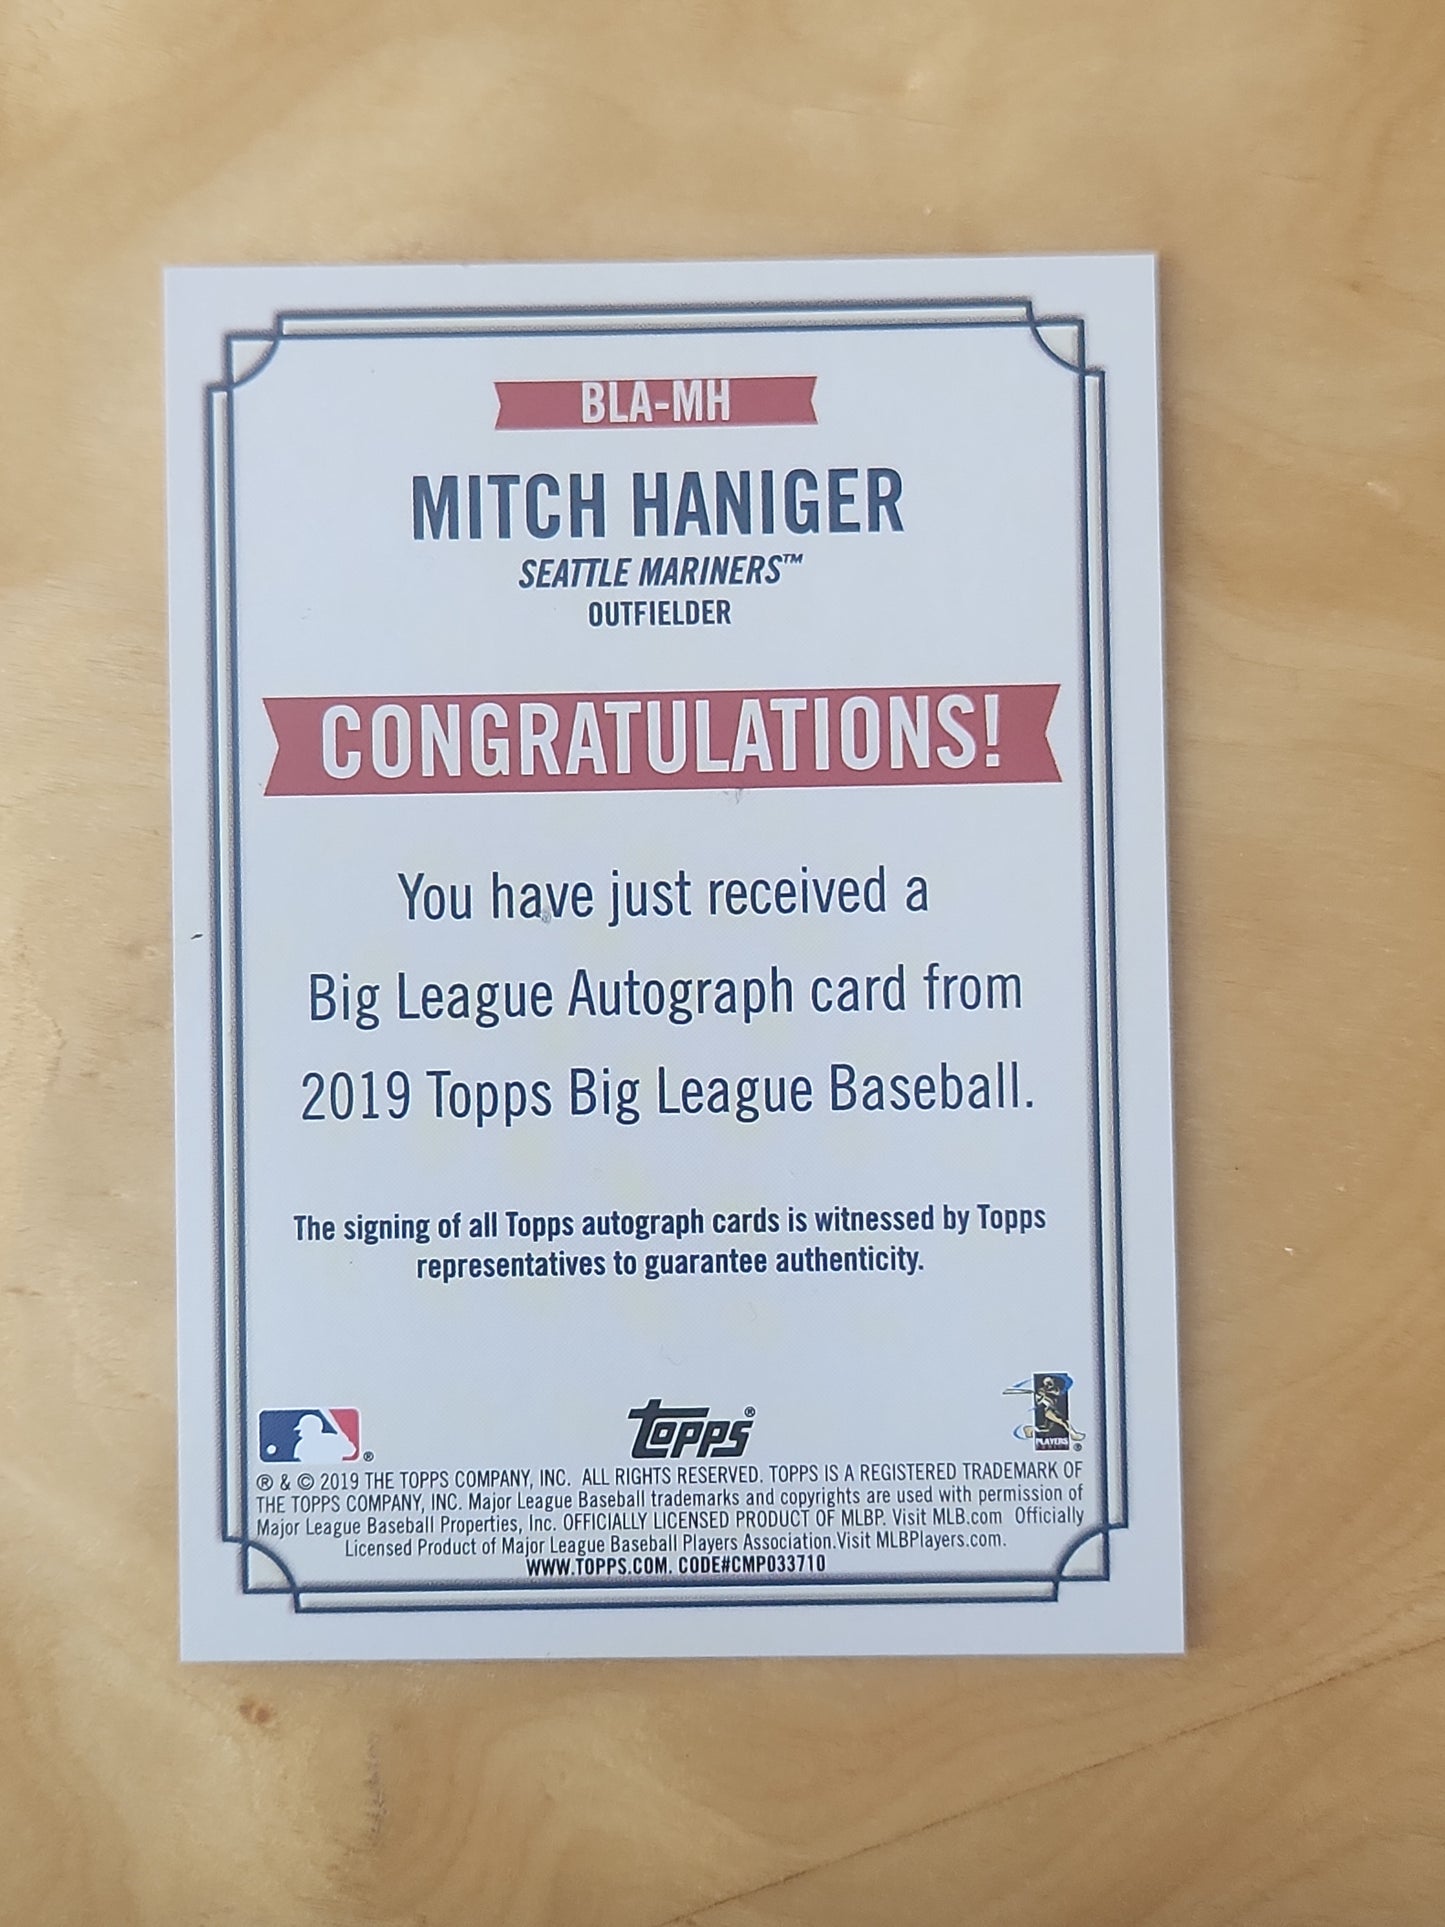 BLA-MH
MITCH HANIGER
SEATTLE MARINERS™
OUTFIELDER
CONGRATULATIONS!
You have just received a
Big League Autograph card from
2019 Topps Big League Baseball.
The signing of all Topps autograph cards is witnessed by Topps
representatives to guarantee authenticity.
® Topps® PLAYERS ®
® & © 2019 THE TOPPS COMPANY, INC. ALL RIGHTS RESERVED. TOPPS IS A REGISTERED TRADEMARK OF
THE TOPPS COMPANY, INC. Major League Baseball trademarks and copyrights are used with permission of
Major League Baseball Properties, Inc. OFFICIALLY LICENSED PRODUCT OF MLBP. Visit MLB.com Officially
Licensed Product of Major League Baseball Players Association.Visit MLBPlayers.com.
WWW.TOPPS.COM. CODE#CMP033710